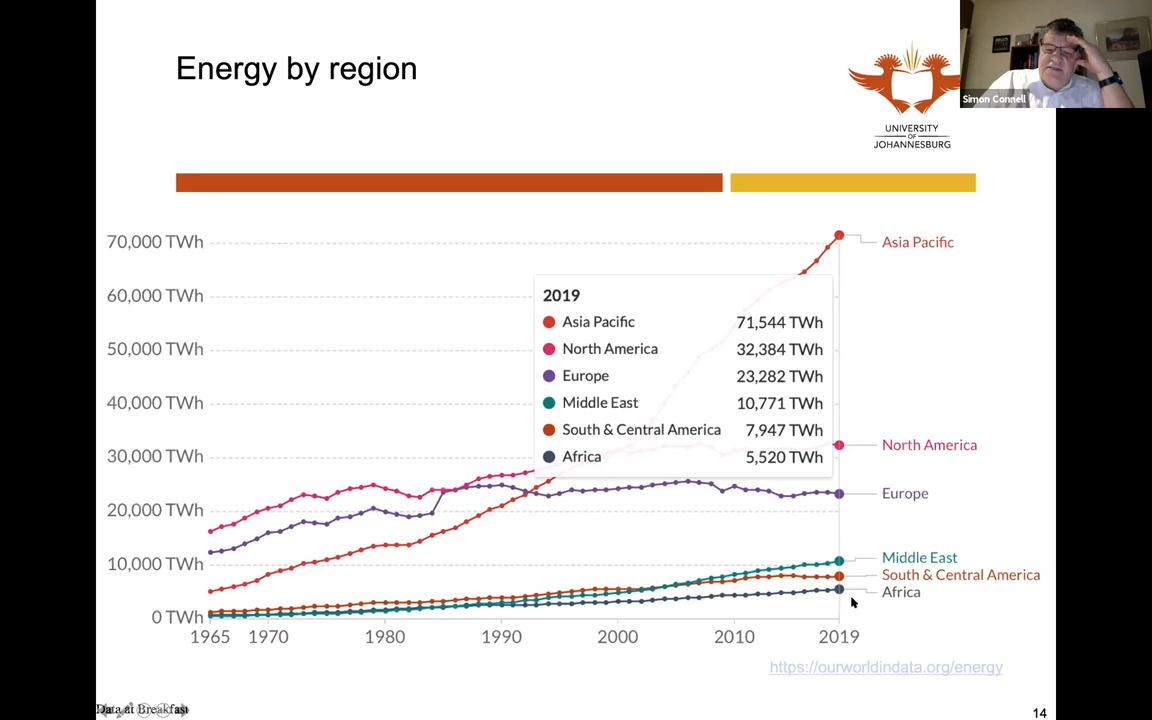 Energy by region
UNIVERSITY
OF
JOHANNESBURG
Simon Connell
70,000 TWh
60,000 TWh
50,000 TWh
40,000 TWh
30,000 TWh
20,000 TWh
10,000 TWh
0 TWh
2019
Asia Pacific 71,544 TWh
North America 32,384 TWh
Europe 23,282 TWh
Middle East 10,771 TWh
South & Central America 7,947 TWh
Africa 5,520 TWh
Asia Pacific
North America
Europe
Middle East
South & Central America
Africa
1965 1970 1980 1990 2000 2010 2019
https://ourworldindata.org/energy
Data at Breakfast
14